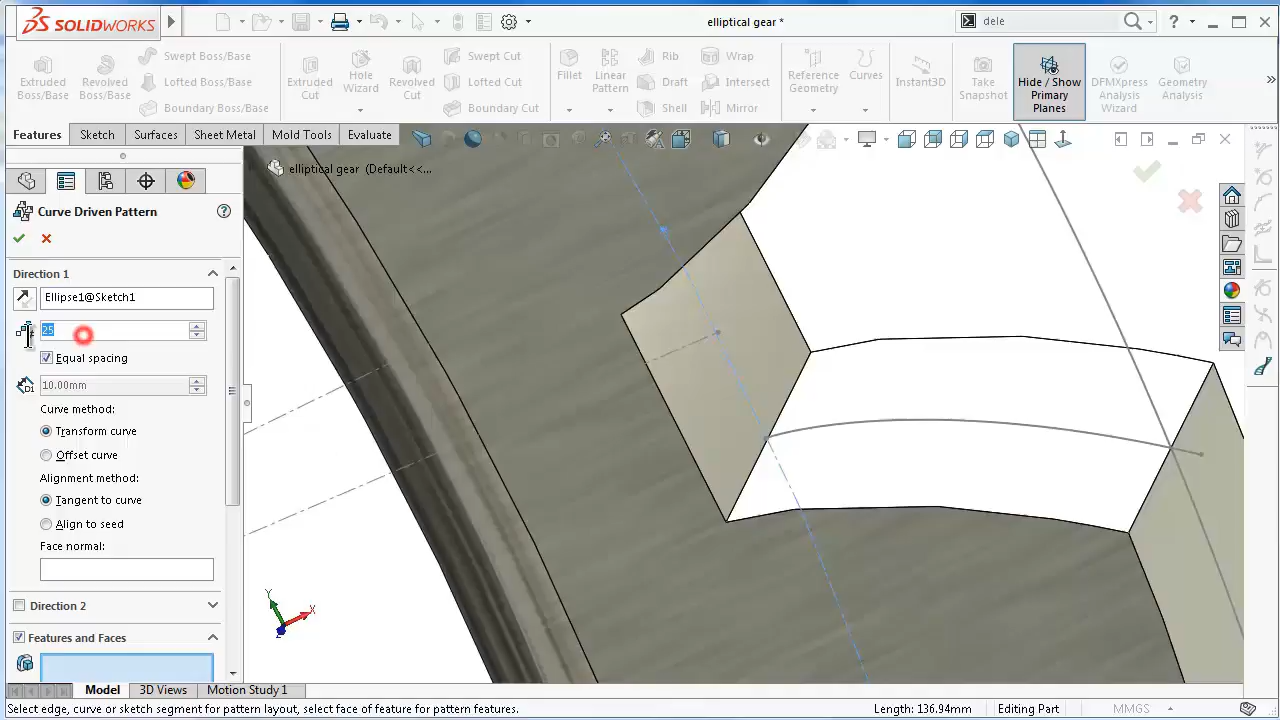 SOLIDWORKS
elliptical gear *
dele
?
Extruded Boss/Base
Revolved Boss/Base
Swept Boss/Base
Lofted Boss/Base
Boundary Boss/Base
Extruded Cut
Hole Wizard
Revolved Cut
Swept Cut
Lofted Cut
Boundary Cut
Fillet
Linear Pattern
Rib
Draft
Shell
Wrap
Intersect
Mirror
Reference Geometry
Curves
Instant3D
Take Snapshot
Hide / Show Primary Planes
DFMXpress Analysis Wizard
Geometry Analysis
Features
Sketch
Surfaces
Sheet Metal
Mold Tools
Evaluate
elliptical gear (Default<<...
Curve Driven Pattern
?
Direction 1
Ellipse1@Sketch1
25
Equal spacing
10.00mm
Curve method:
Transform curve
Offset curve
Alignment method:
Tangent to curve
Align to seed
Face normal:
Direction 2
Features and Faces
Y
X
Z
Model
3D Views
Motion Study 1
Select edge, curve or sketch segment for pattern layout, select face of feature for pattern features.
Length: 136.94mm
Editing Part
MMGS